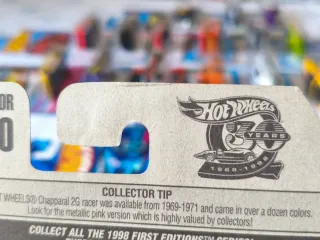 OR
0
HOT WHEELS
30
YEARS
1968-1998
COLLECTOR TIP
T WHEELS® Chapparal 2G racer was available from 1969-1971 and came in over a dozen colors.
Look for the metallic pink version which is highly valued by collectors!
COLLECT ALL THE 1998 FIRST EDITIONS™